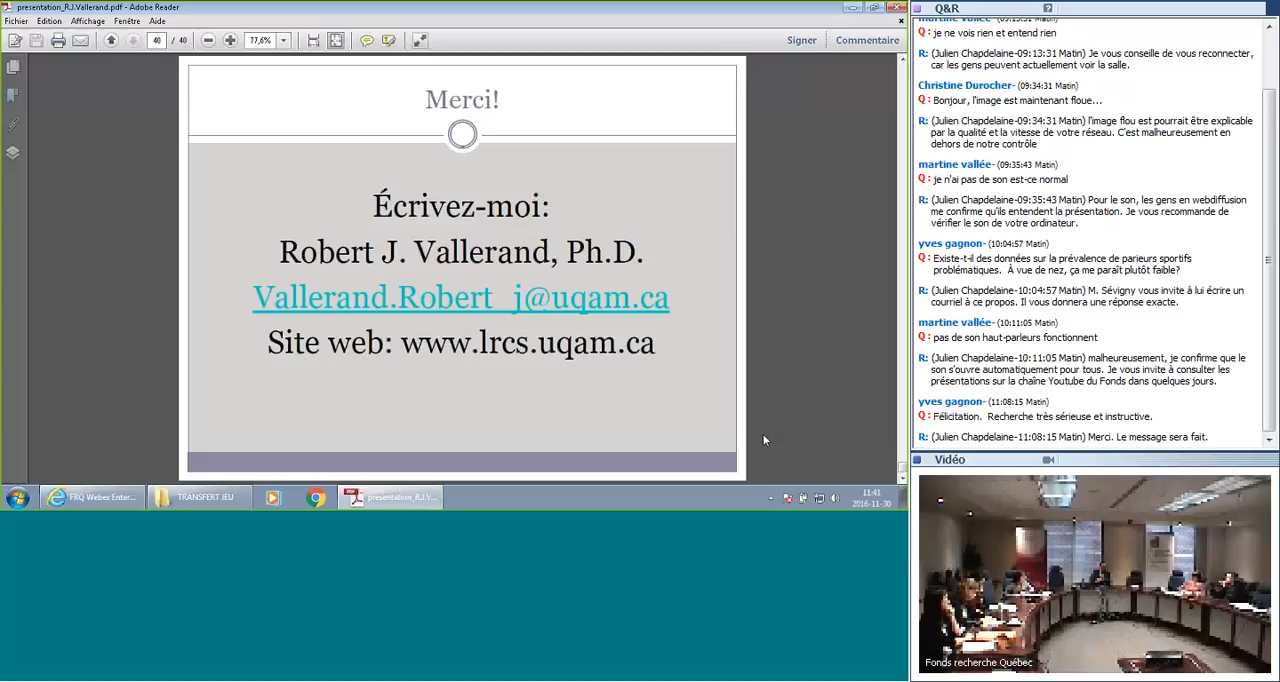 presentation_R.J.Vallerand.pdf - Adobe Reader
Fichier Edition Affichage Fenêtre Aide
40 / 40 77,6% Signer Commentaire
Merci!
Écrivez-moi:
Robert J. Vallerand, Ph.D.
Vallerand.Robert_j@uqam.ca
Site web: www.lrcs.uqam.ca
FRQ Weber Enter... TRANSFERT JEU presentation_R.J.V...
11:41
2016-11-30
Q&R
martine vallée- (09:13:31 Matin)
Q: je ne vois rien et entend rien
R: (Julien Chapdelaine-09:13:31 Matin) Je vous conseille de vous reconnecter,
car les gens peuvent actuellement voir la salle.
Christine Durocher- (09:34:31 Matin)
Q: Bonjour, l'image est maintenant floue...
R: (Julien Chapdelaine-09:34:31 Matin) l'image flou est pourrait être explicable
par la qualité et la vitesse de votre réseau. C'est malheureusement en
dehors de notre contrôle
martine vallée- (09:35:43 Matin)
Q: je n'ai pas de son est-ce normal
R: (Julien Chapdelaine-09:35:43 Matin) Pour le son, les gens en webdiffusion
me confirme qu'ils entendent la présentation. Je vous recommande de
vérifier le son de votre ordinateur.
yves gagnon- (10:04:57 Matin)
Q: Existe-t-il des données sur la prévalence de parieurs sportifs
problématiques. À vue de nez, ça me paraît plutôt faible?
R: (Julien Chapdelaine-10:04:57 Matin) M. Sévigny vous invite à lui écrire un
courriel à ce propos. Il vous donnera une réponse exacte.
martine vallée- (10:11:05 Matin)
Q: pas de son haut-parleurs fonctionnent
R: (Julien Chapdelaine-10:11:05 Matin) malheureusement, je confirme que le
son s'ouvre automatiquement pour tous. Je vous invite à consulter les
présentations sur la chaîne Youtube du Fonds dans quelques jours.
yves gagnon- (11:08:15 Matin)
Q: Félicitation. Recherche très sérieuse et instructive.
R: (Julien Chapdelaine-11:08:15 Matin) Merci. Le message sera fait.
Vidéo
Fonds recherche Québec